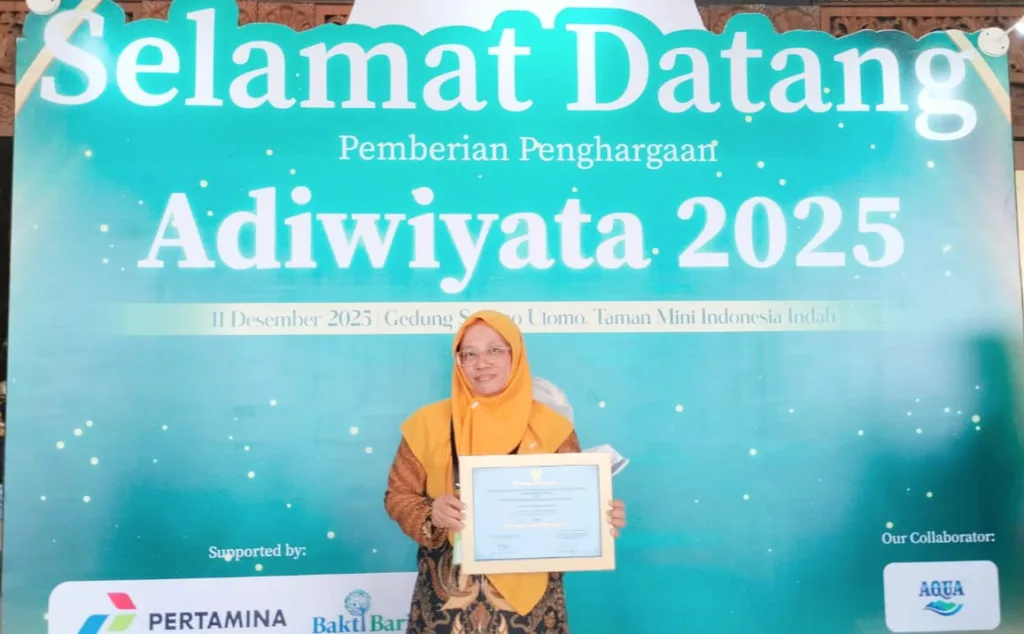 Selamat Datang
Pemberian Penghargaan
Adiwiyata 2025
11 Desember 2025 | Gedung Utomo, Taman Mini Indonesia Indah
Supported by:
Our Collaborator:
PERTAMINA
Bakti
AQUA